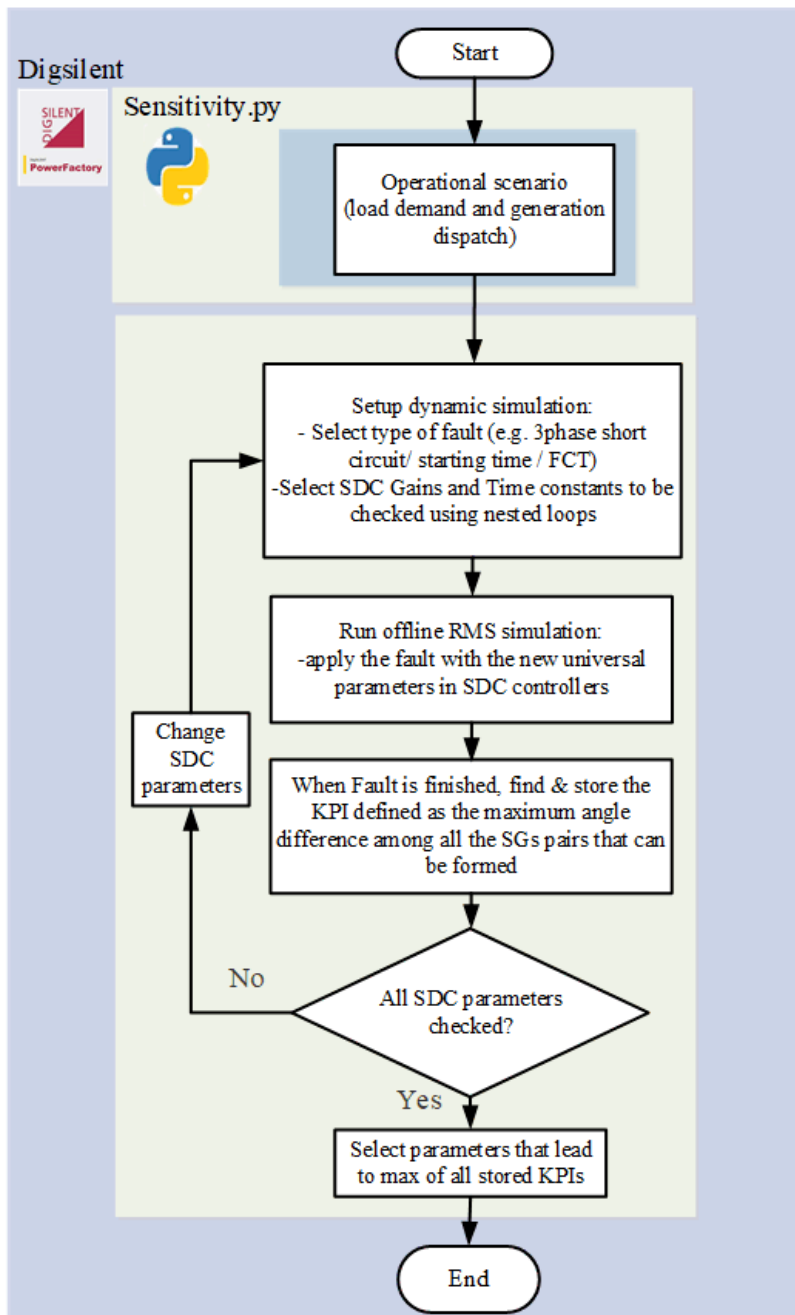 Start
Digsilent
Sensitivity.py
DIG
SILENT
PowerFactory
Operational scenario
(load demand and generation
dispatch)
Setup dynamic simulation:
- Select type of fault (e.g. 3phase short
circuit/ starting time / FCT)
-Select SDC Gains and Time constants to be
checked using nested loops
Run offline RMS simulation:
-apply the fault with the new universal
parameters in SDC controllers
Change
SDC
parameters
When Fault is finished, find & store the
KPI defined as the maximum angle
difference among all the SGs pairs that can
be formed
No
All SDC parameters
checked?
Yes
Select parameters that lead
to max of all stored KPIs
End